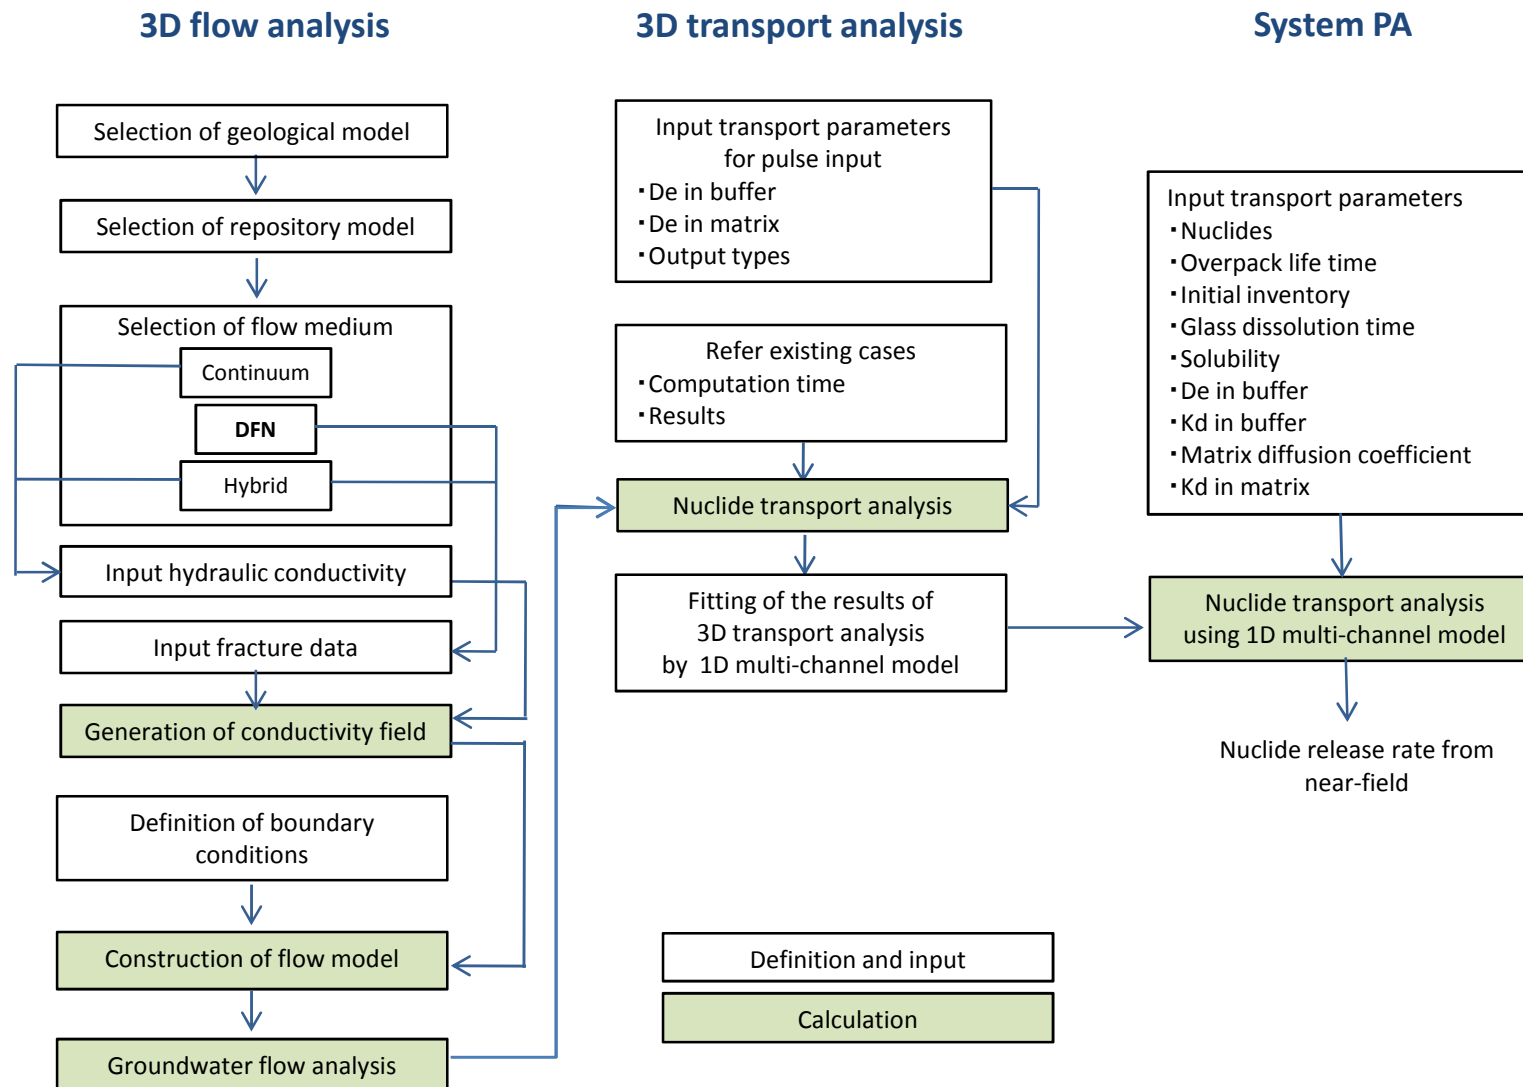 3D flow analysis
Selection of geological model
Selection of repository model
Selection of flow medium
Continuum
DFN
Hybrid
Input hydraulic conductivity
Input fracture data
Generation of conductivity field
Definition of boundary
conditions
Construction of flow model
Groundwater flow analysis
3D transport analysis
Input transport parameters
for pulse input
・De in buffer
・De in matrix
・Output types
Refer existing cases
・Computation time
・Results
Nuclide transport analysis
Fitting of the results of
3D transport analysis
by 1D multi-channel model
Definition and input
Calculation
System PA
Input transport parameters
・Nuclides
・Overpack life time
・Initial inventory
・Glass dissolution time
・Solubility
・De in buffer
・Kd in buffer
・Matrix diffusion coefficient
・Kd in matrix
Nuclide transport analysis
using 1D multi-channel model
Nuclide release rate from
near-field